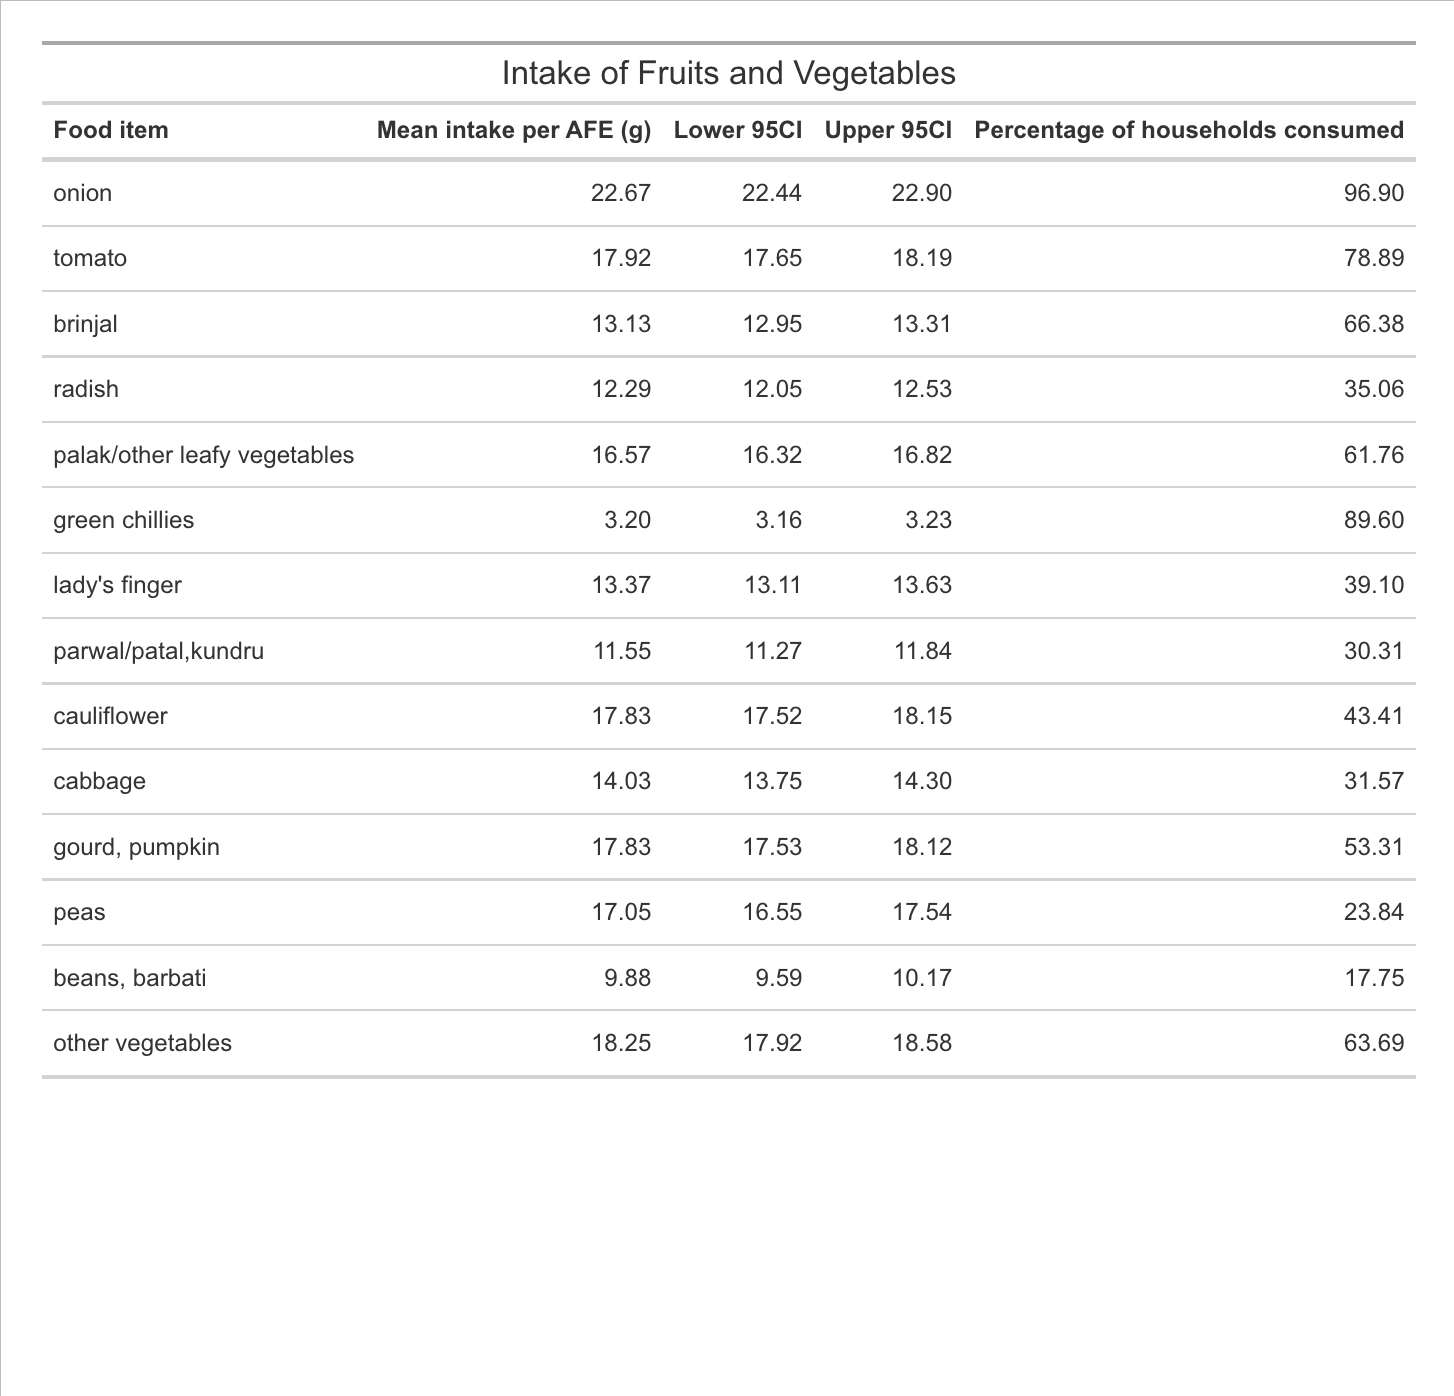 Intake of Fruits and Vegetables
Food item Mean intake per AFE (g) Lower 95CI Upper 95CI Percentage of households consumed
onion 22.67 22.44 22.90 96.90
tomato 17.92 17.65 18.19 78.89
brinjal 13.13 12.95 13.31 66.38
radish 12.29 12.05 12.53 35.06
palak/other leafy vegetables 16.57 16.32 16.82 61.76
green chillies 3.20 3.16 3.23 89.60
lady's finger 13.37 13.11 13.63 39.10
parwal/patal,kundru 11.55 11.27 11.84 30.31
cauliflower 17.83 17.52 18.15 43.41
cabbage 14.03 13.75 14.30 31.57
gourd, pumpkin 17.83 17.53 18.12 53.31
peas 17.05 16.55 17.54 23.84
beans, barbati 9.88 9.59 10.17 17.75
other vegetables 18.25 17.92 18.58 63.69